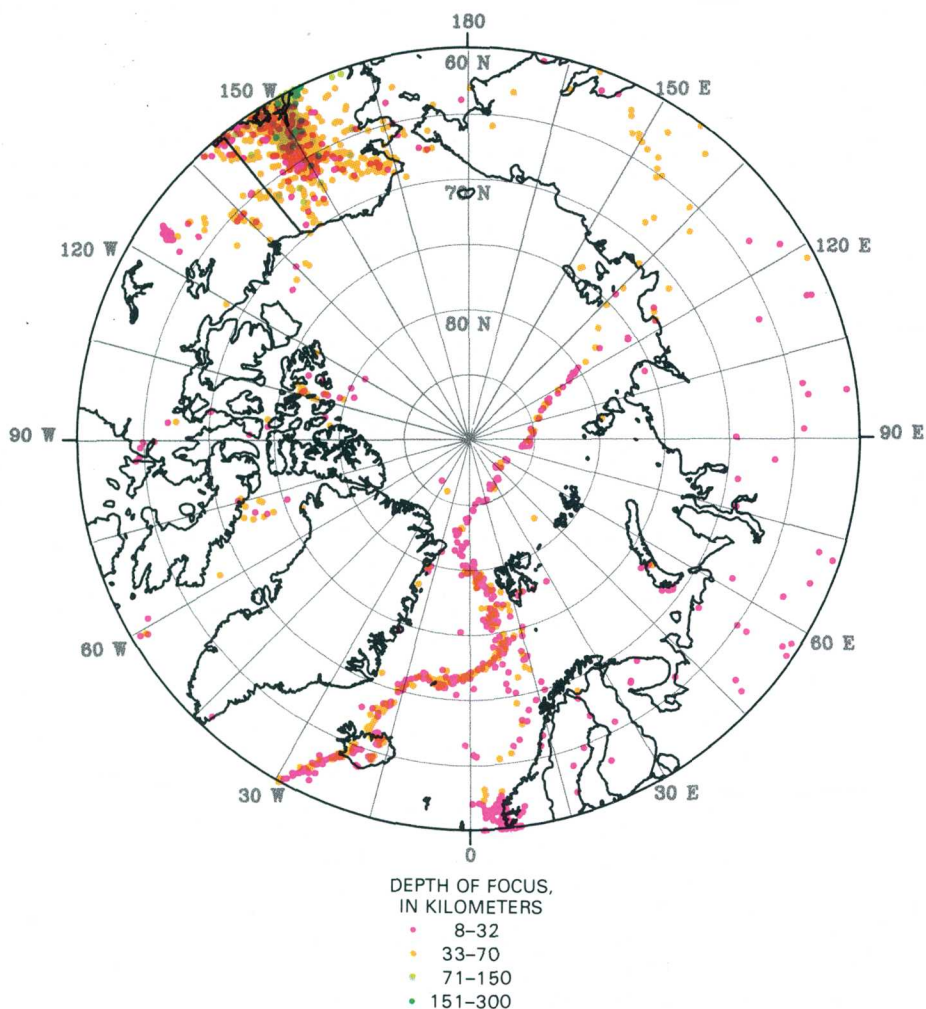 180
60 N
150 W
150 E
70 N
120 W
120 E
80 N
90 W
90 E
60 W
60 E
30 W
30 E
0
DEPTH OF FOCUS,
IN KILOMETERS
8–32
33–70
71–150
151–300